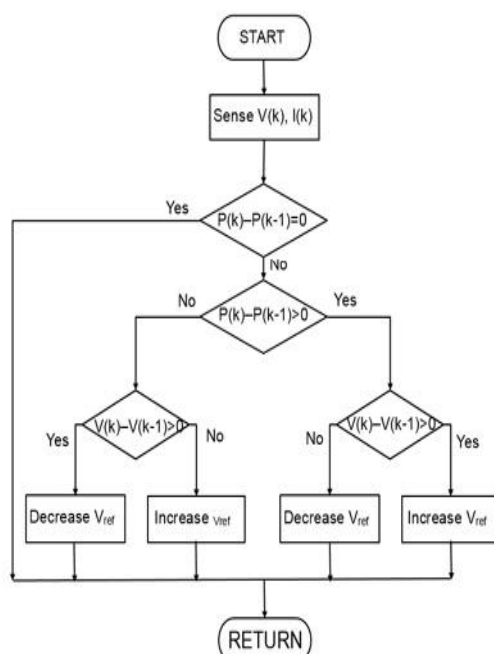 START
Sense V(k), I(k)
Yes
P(k)–P(k-1)=0
No
No
P(k)–P(k-1)>0
Yes
V(k)–V(k-1)>0
V(k)–V(k-1)>0
Yes
No
No
Yes
Decrease Vref
Increase Vref
Decrease Vref
Increase Vref
RETURN